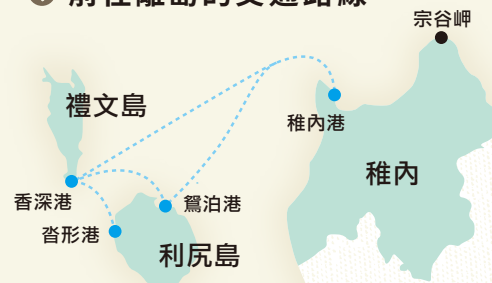 前往離島的交通路線
宗谷岬
禮文島
稚內港
稚內
香深港
鴛泊港
沓形港
利尻島